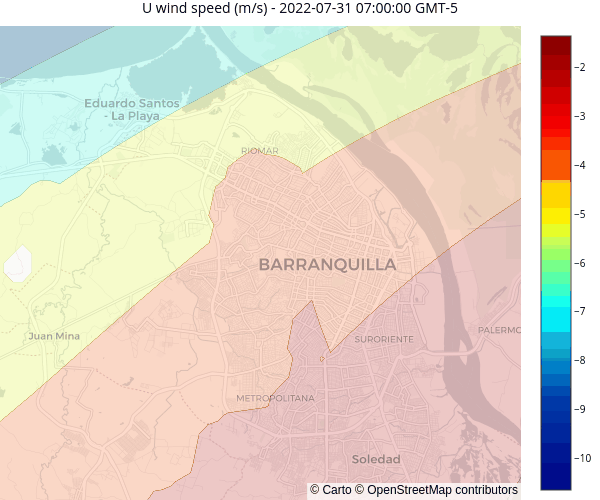 U wind speed (m/s) - 2022-07-31 07:00:00 GMT-5
Eduardo Santos
- La Playa
RIOMAR
BARRANQUILLA
Juan Mina
SURORIENTE
PALERMO
METROPOLITANA
Soledad
−2
−3
−4
−5
−6
−7
−8
−9
−10
© Carto © OpenStreetMap contributors